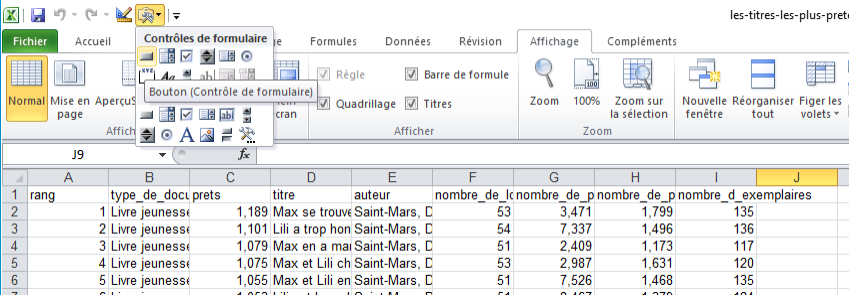 les-titres-les-plus-prete
Fichier Accueil Formules Données Révision Affichage Compléments
Contrôles de formulaire
Bouton (Contrôle de formulaire)
Normal
Mise en page
Aperçu
Règle
Barre de formule
Quadrillage
Titres
Afficher
Zoom
100%
Zoom sur la sélection
Zoom
Nouvelle fenêtre
Réorganiser tout
Figer les volets
J9
fx
A B C D E F G H I J
1 rang type_de_docu prets titre auteur nombre_de_lo nombre_de_p nombre_de_p nombre_d_exemplaires
2 1 Livre jeunesse 1,189 Max se trouve Saint-Mars, D 53 3,471 1,799 135
3 2 Livre jeunesse 1,101 Lili a trop hon Saint-Mars, D 54 7,337 1,496 136
4 3 Livre jeunesse 1,079 Max en a mar Saint-Mars, D 51 2,409 1,173 117
5 4 Livre jeunesse 1,075 Max et Lili ch Saint-Mars, D 53 2,987 1,631 120
6 5 Livre jeunesse 1,055 Max et Lili en Saint-Mars, D 51 7,526 1,468 135